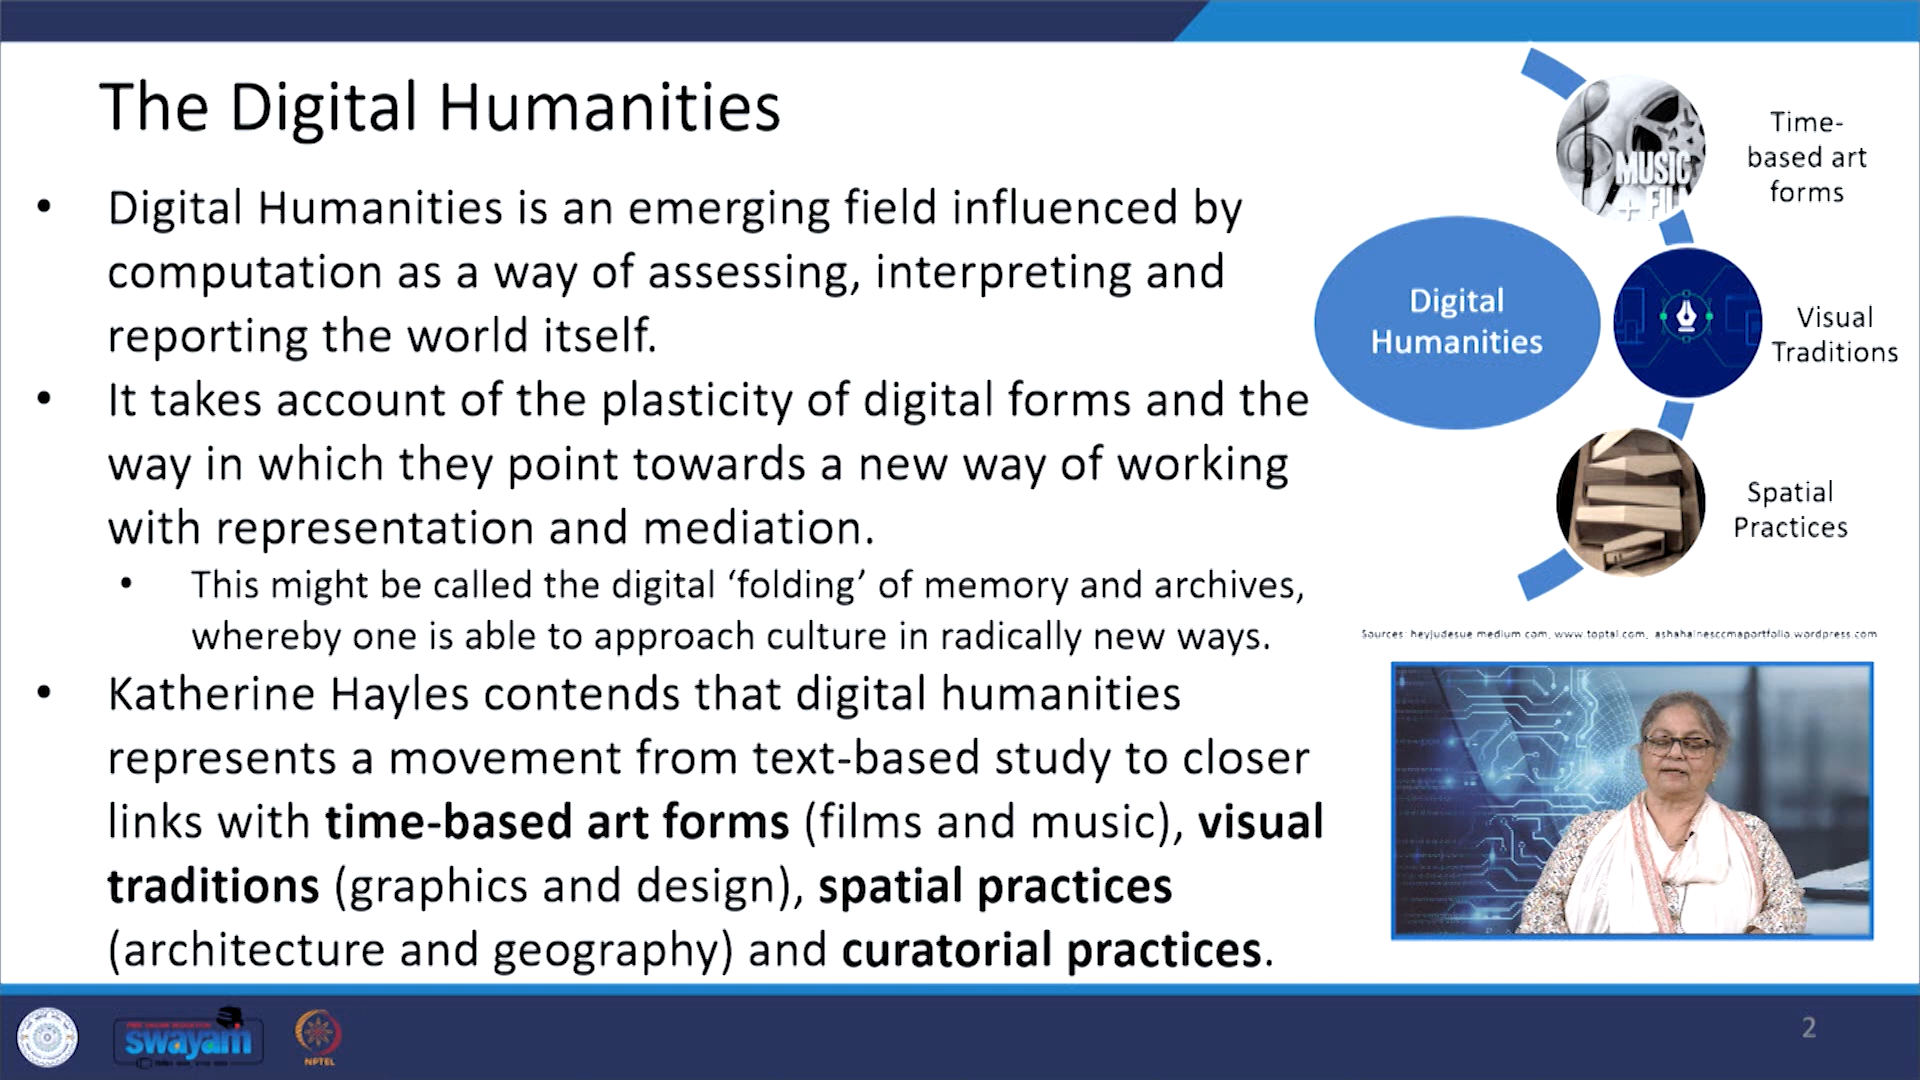 The Digital Humanities
• Digital Humanities is an emerging field influenced by
computation as a way of assessing, interpreting and
reporting the world itself.
• It takes account of the plasticity of digital forms and the
way in which they point towards a new way of working
with representation and mediation.
• This might be called the digital ‘folding’ of memory and archives,
whereby one is able to approach culture in radically new ways.
• Katherine Hayles contends that digital humanities
represents a movement from text-based study to closer
links with time-based art forms (films and music), visual
traditions (graphics and design), spatial practices
(architecture and geography) and curatorial practices.
MUSIC
+ FIL
Time-
based art
forms
Digital
Humanities
Visual
Traditions
Spatial
Practices
Sources: heyjudesue medium com, www.toptal.com, ashahainesccmaportfolio.wordpress.com
swayam
NPTEL
2